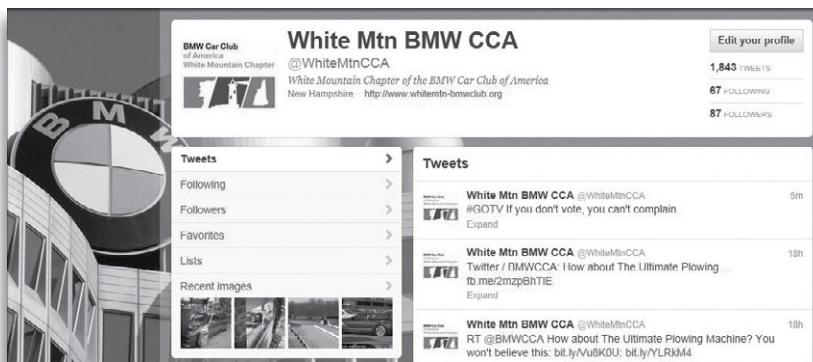 BMW
BMW Car Club
of America
White Mountain Chapter
White Mtn BMW CCA
@WhiteMtnCCA
White Mountain Chapter of the BMW Car Club of America
New Hampshire http://www.whitemtn-bmwclub.org
Edit your profile
1,843 TWEETS
67 FOLLOWING
87 FOLLOWERS
Tweets
Following
Followers
Favorites
Lists
Recent images
Tweets
White Mtn BMW CCA @WhiteMtnCCA 5m
#GOTV If you don't vote, you can't complain.
Expand
White Mtn BMW CCA @WhiteMtnCCA 18h
Twitter / BMWCCA: How about The Ultimate Plowing ...
fb.me/2mzpBhTIE
Expand
White Mtn BMW CCA @WhiteMtnCCA 18h
RT @BMWCCA How about The Ultimate Plowing Machine? You
won't believe this: bit.ly/Vu8K0U: bit.ly/YLRkM4